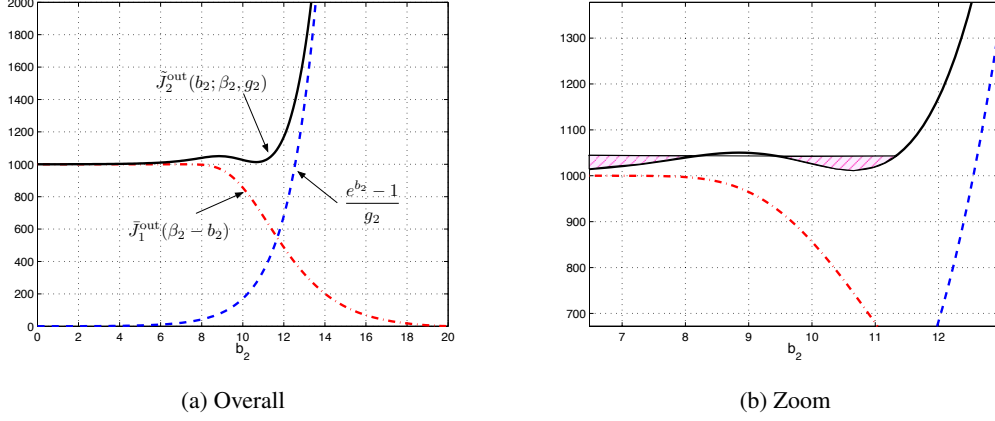 2000
1800
1600
1400
1200
1000
800
600
400
200
0
0 2 4 6 8 10 12 14 16 18 20
b₂
J̃₂ᵒᵘᵗ(b₂; β₂, g₂)
J̄₁ᵒᵘᵗ(β₂ − b₂)
e^{b₂} − 1
g₂
(a) Overall
1300
1200
1100
1000
900
800
700
7 8 9 10 11 12
b₂
(b) Zoom